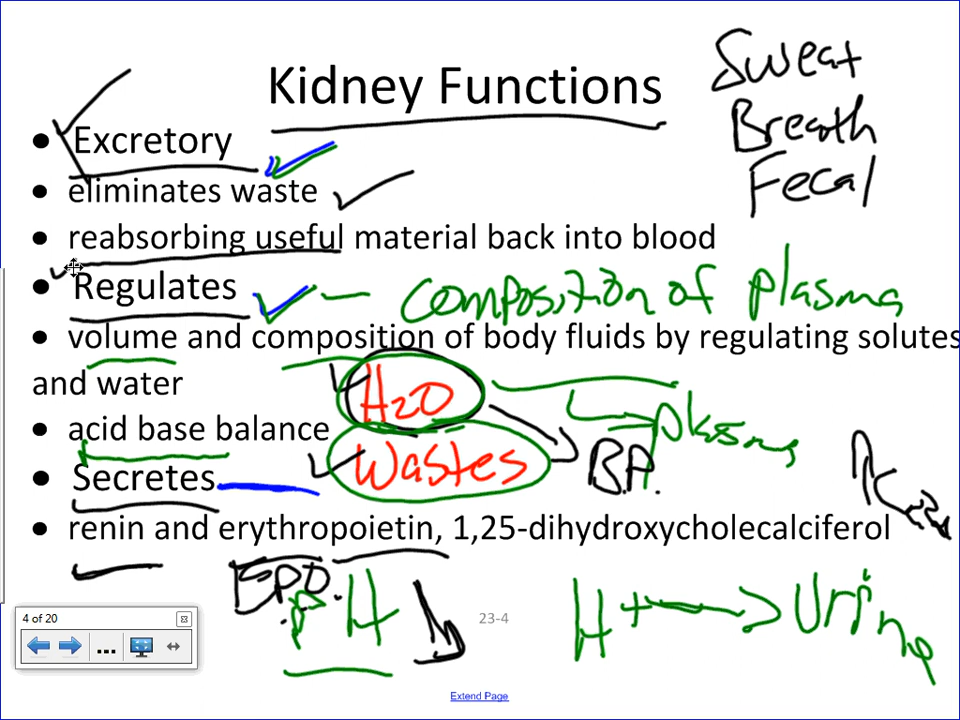 Kidney Functions
Sweat
Breath
Fecal
• Excretory
• eliminates waste
• reabsorbing useful material back into blood
• Regulates
– composition of plasma
• volume and composition of body fluids by regulating solutes
and water
H2O
• acid base balance
plasma
Wastes
B.P.
• Secretes
• renin and erythropoietin, 1,25-dihydroxycholecalciferol
EPO
PH
H+ → Urine
23-4
4 of 20
...
Extend Page